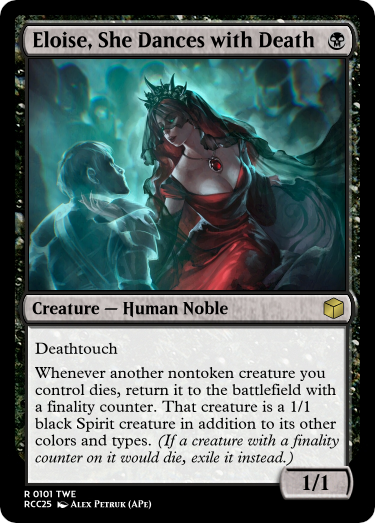 Eloise, She Dances with Death
Creature — Human Noble
Deathtouch
Whenever another nontoken creature you
control dies, return it to the battlefield with
a finality counter. That creature is a 1/1
black Spirit creature in addition to its other
colors and types. (If a creature with a finality
counter on it would die, exile it instead.)
1/1
R 0101 TWE
RCC25 Alex Petruk (APe)